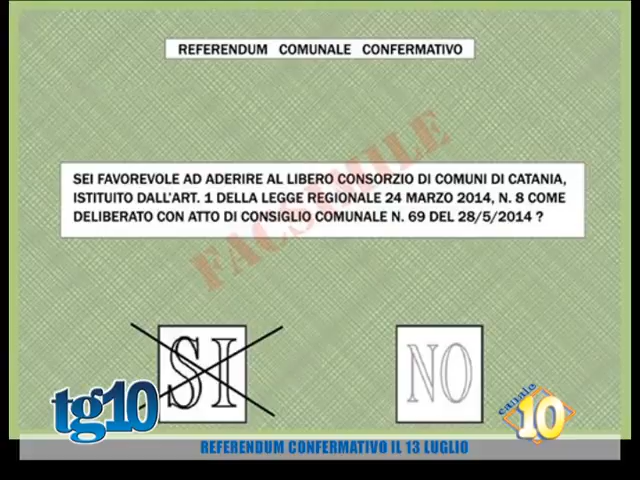 REFERENDUM COMUNALE CONFERMATIVO
FACSIMILE
SEI FAVOREVOLE AD ADERIRE AL LIBERO CONSORZIO DI COMUNI DI CATANIA,
ISTITUITO DALL'ART. 1 DELLA LEGGE REGIONALE 24 MARZO 2014, N. 8 COME
DELIBERATO CON ATTO DI CONSIGLIO COMUNALE N. 69 DEL 28/5/2014 ?
SI
NO
tg10
canale
10
REFERENDUM CONFERMATIVO IL 13 LUGLIO